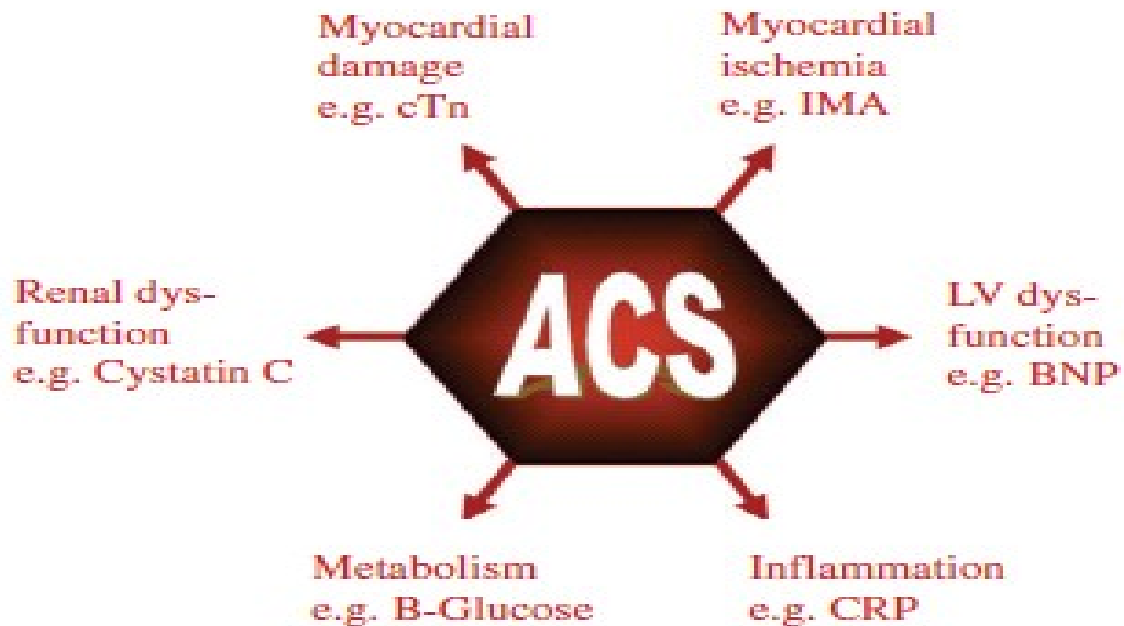 Myocardial
damage
e.g. cTn
Myocardial
ischemia
e.g. IMA
Renal dys-
function
e.g. Cystatin C
ACS
LV dys-
function
e.g. BNP
Metabolism
e.g. B-Glucose
Inflammation
e.g. CRP